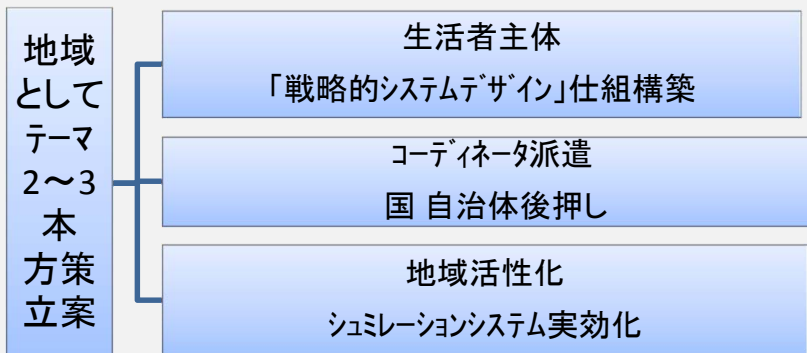 地域
として
テーマ
2～3
本
方策
立案
生活者主体
「戦略的ｼｽﾃﾑﾃﾞｻﾞｲﾝ」仕組構築
ｺｰﾃﾞｨﾈｰﾀ派遣
国 自治体後押し
地域活性化
ｼｭﾐﾚｰｼｮﾝｼｽﾃﾑ実効化